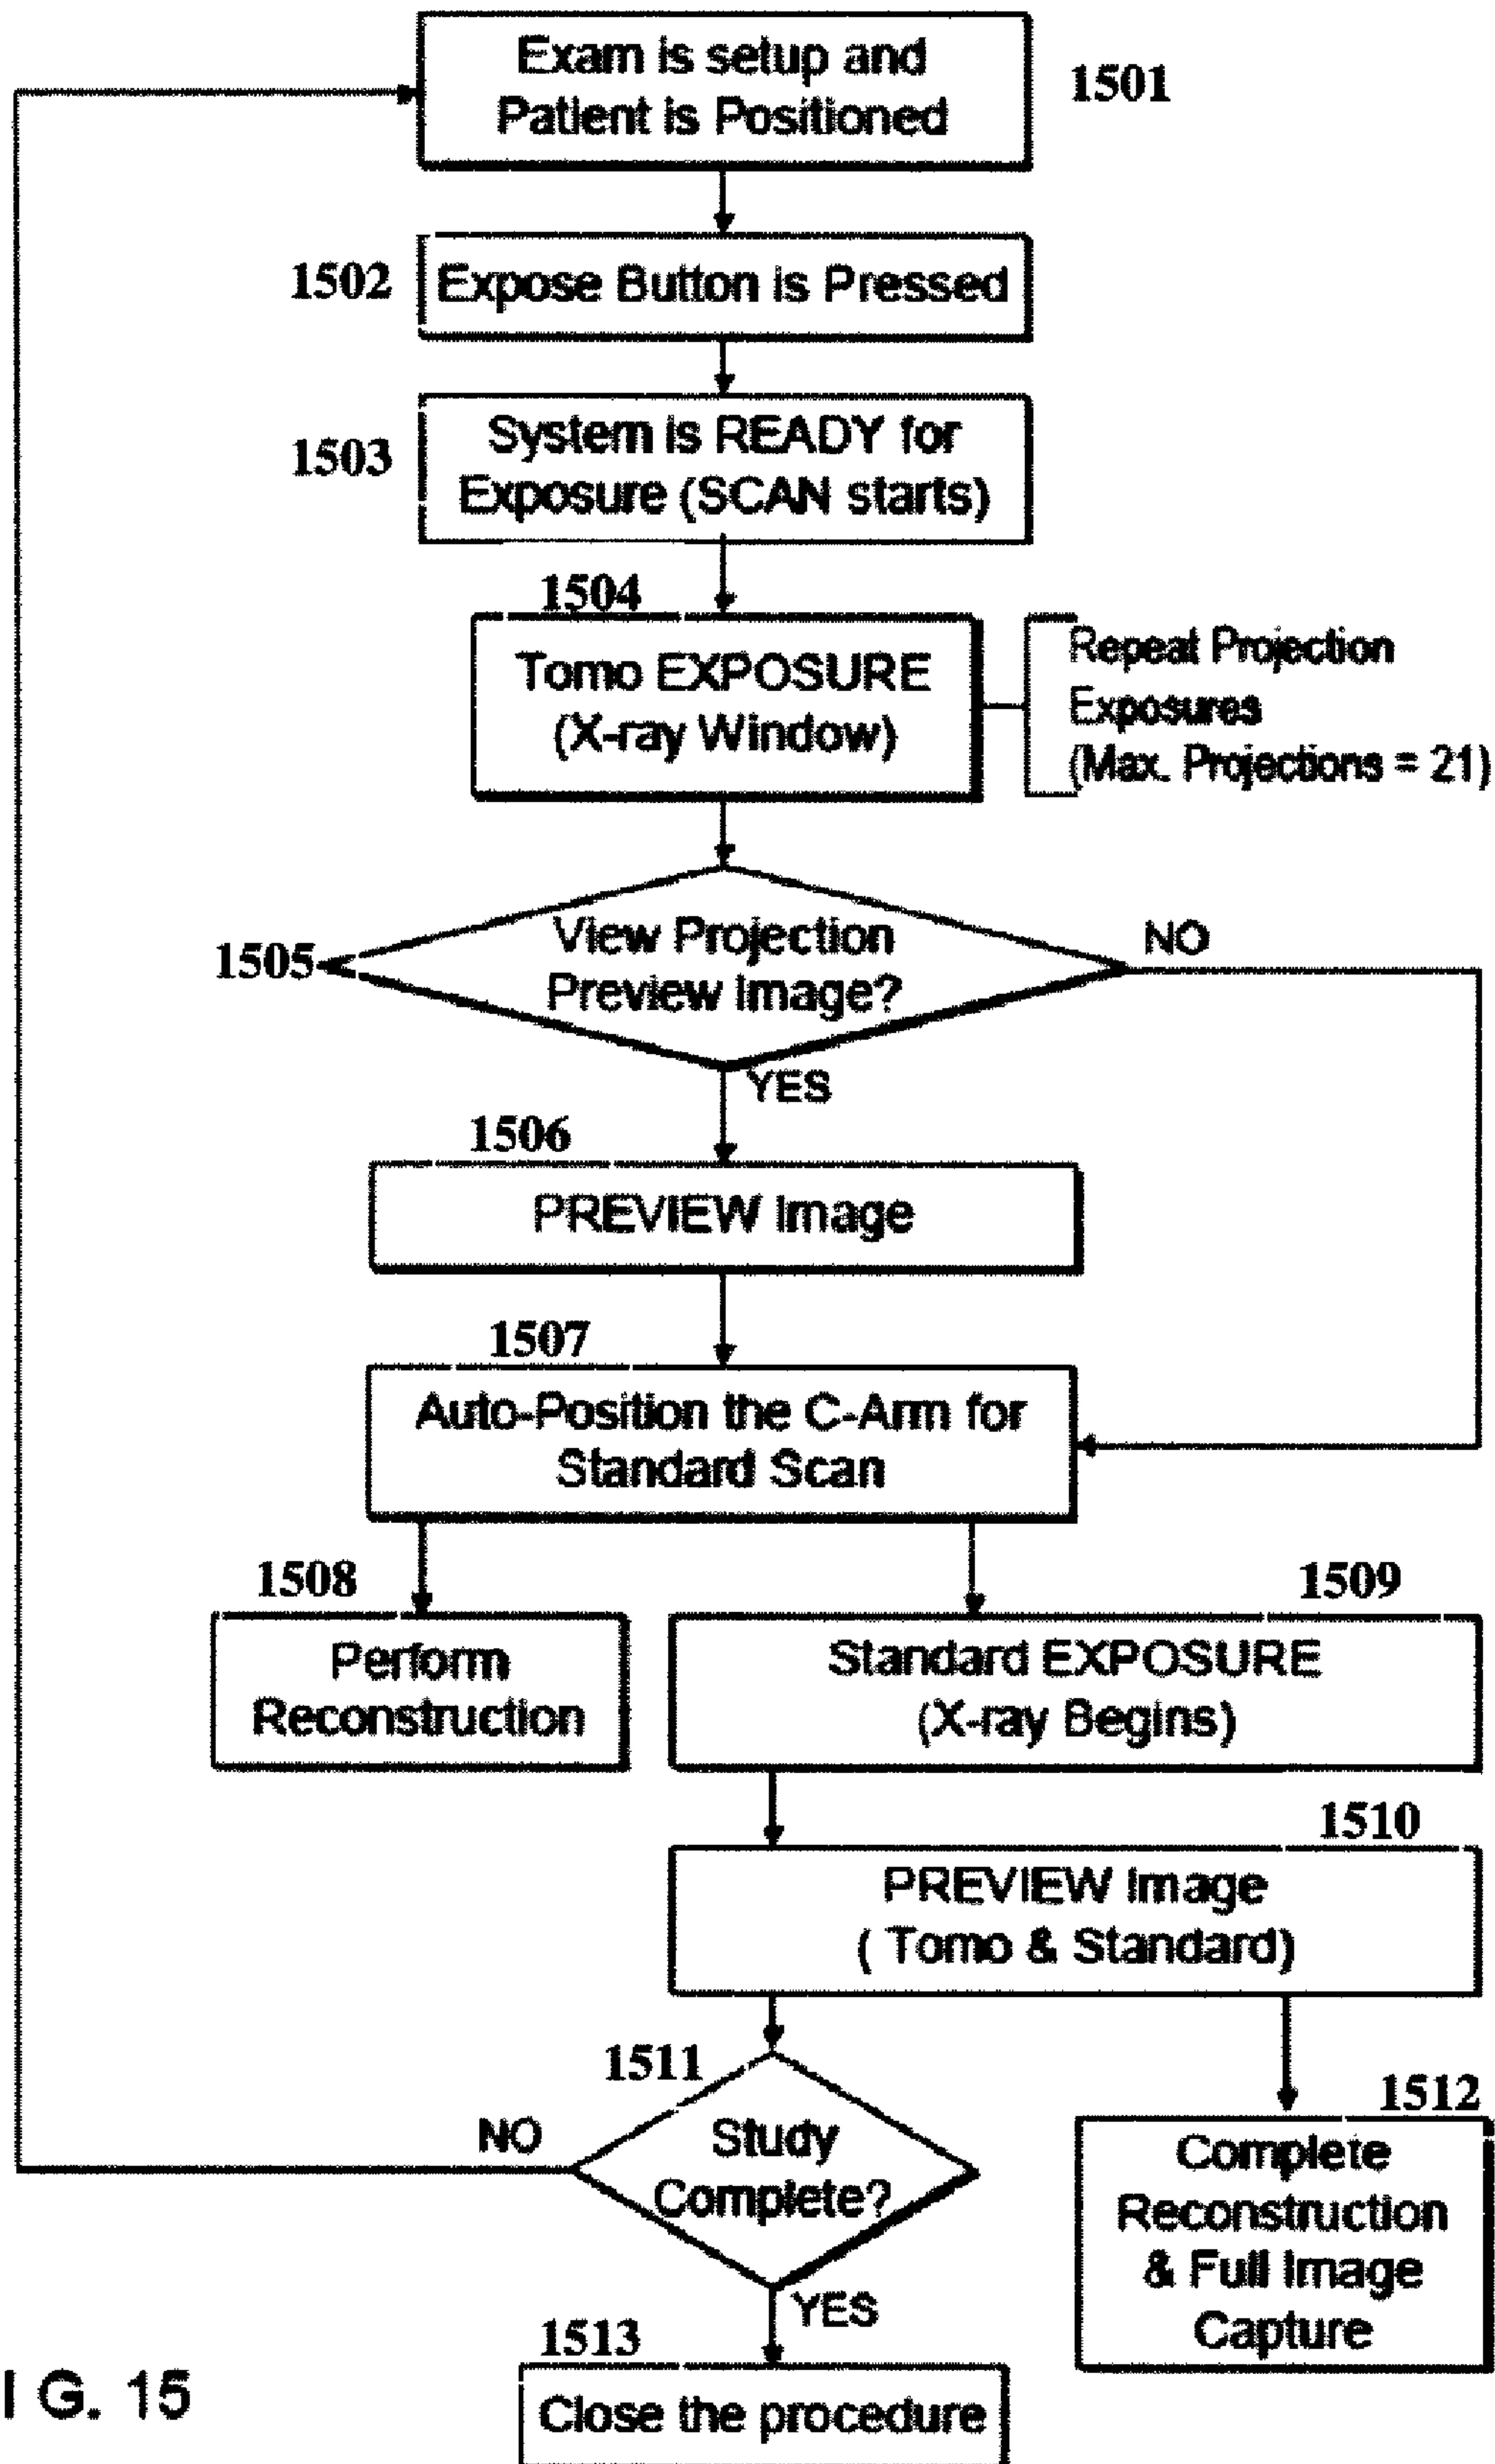 Exam is setup and
Patient is Positioned
1501
1502
Expose Button is Pressed
1503
System is READY for
Exposure (SCAN starts)
1504
Tomo EXPOSURE
(X-ray Window)
Repeat Projection
Exposures
(Max. Projections = 21)
1505
View Projection
Preview Image?
NO
YES
1506
PREVIEW Image
1507
Auto-Position the C-Arm for
Standard Scan
1508
Perform
Reconstruction
1509
Standard EXPOSURE
(X-ray Begins)
1510
PREVIEW Image
( Tomo & Standard)
1511
Study
Complete?
NO
YES
1512
Complete
Reconstruction
& Full Image
Capture
1513
Close the procedure
I G. 15